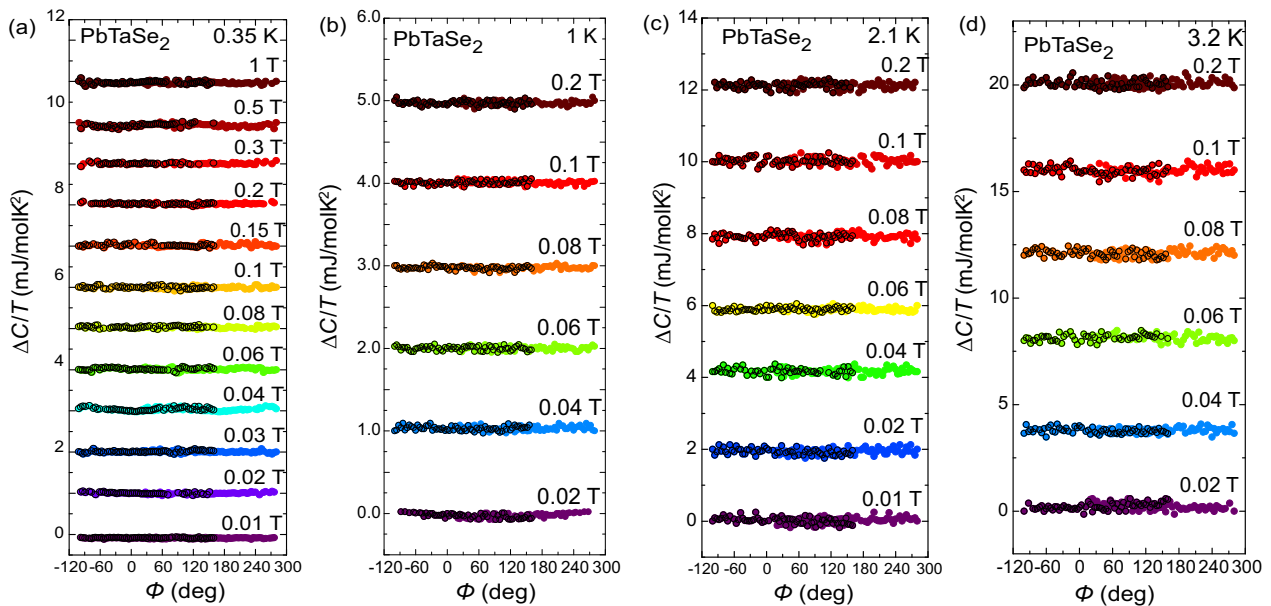 (a)
PbTaSe2 0.35 K
1 T
0.5 T
0.3 T
0.2 T
0.15 T
0.1 T
0.08 T
0.06 T
0.04 T
0.03 T
0.02 T
0.01 T
10
8
6
4
2
0
ΔC/T (mJ/molK²)
-120 -60 0 60 120 180 240 300
Φ (deg)
(b)
PbTaSe2 1 K
0.2 T
0.1 T
0.08 T
0.06 T
0.04 T
0.02 T
6.0
5.0
4.0
3.0
2.0
1.0
0.0
ΔC/T (mJ/molK²)
-120 -60 0 60 120 180 240 300
Φ (deg)
(c)
PbTaSe2 2.1 K
0.2 T
0.1 T
0.08 T
0.06 T
0.04 T
0.02 T
0.01 T
14
12
10
8
6
4
2
0
ΔC/T (mJ/molK²)
-120 -60 0 60 120 180 240 300
Φ (deg)
(d)
PbTaSe2 3.2 K
0.2 T
0.1 T
0.08 T
0.06 T
0.04 T
0.02 T
20
15
10
5
0
ΔC/T (mJ/molK²)
-120 -60 0 60 120 180 240 300
Φ (deg)